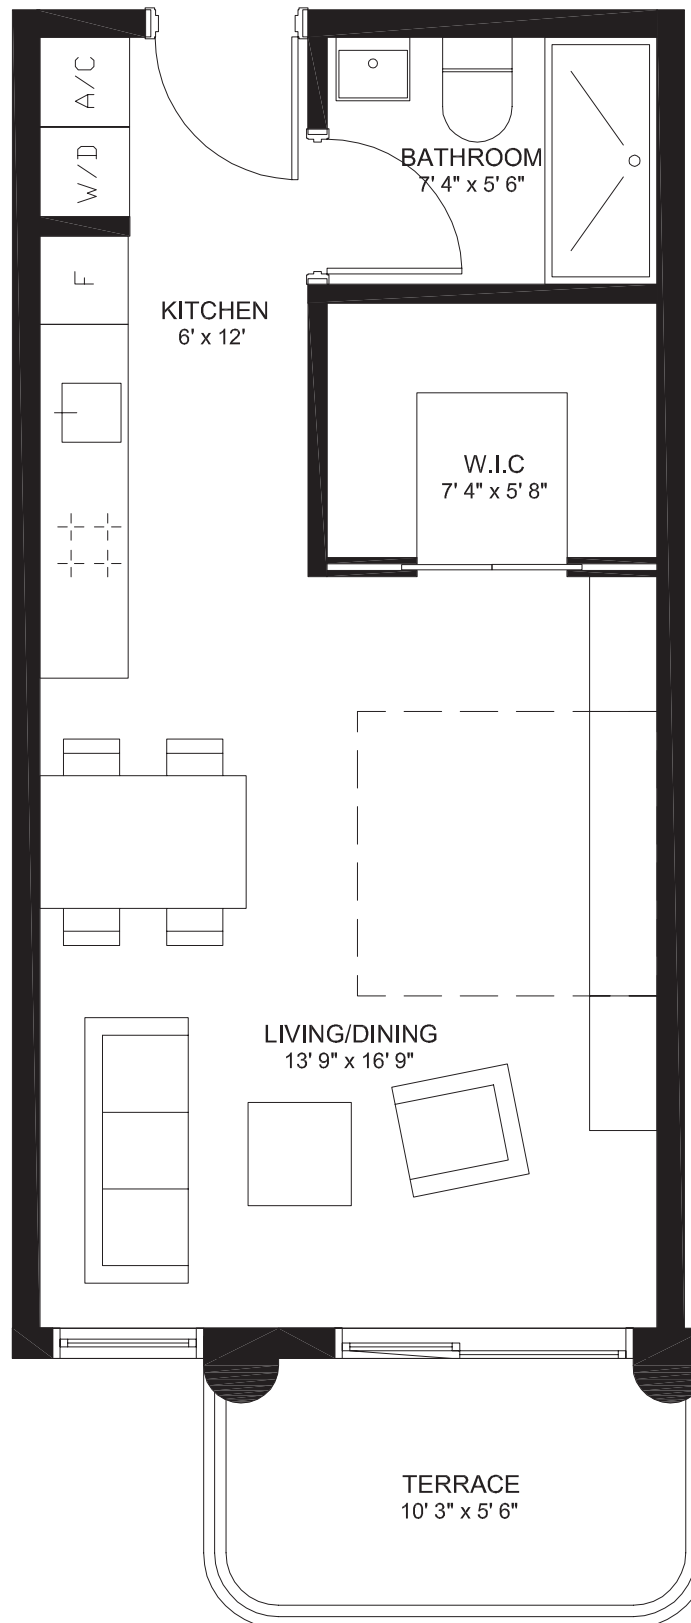 A/C
W/D
F
BATHROOM
7' 4" x 5' 6"
KITCHEN
6' x 12'
W.I.C
7' 4" x 5' 8"
LIVING/DINING
13' 9" x 16' 9"
TERRACE
10' 3" x 5' 6"